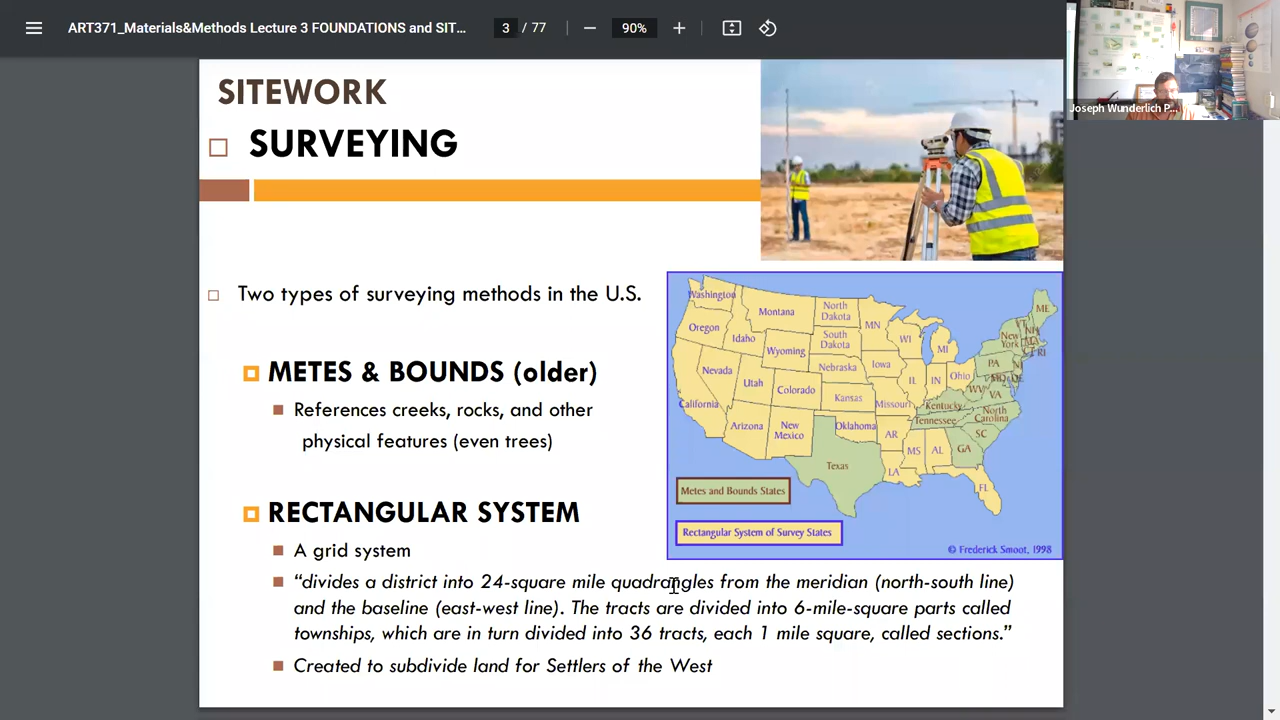 ART371_Materials&Methods Lecture 3 FOUNDATIONS and SIT...
3 / 77
90%
Joseph Wunderlich P...
SITEWORK
SURVEYING
Two types of surveying methods in the U.S.
METES & BOUNDS (older)
References creeks, rocks, and other
physical features (even trees)
RECTANGULAR SYSTEM
A grid system
"divides a district into 24-square mile quadrangles from the meridian (north-south line)
and the baseline (east-west line). The tracts are divided into 6-mile-square parts called
townships, which are in turn divided into 36 tracts, each 1 mile square, called sections."
Created to subdivide land for Settlers of the West
Washington
Montana
North
Dakota
MN
ME
Oregon
Idaho
South
Dakota
WI
MI
New
York
VT
NH
MA
CT RI
Wyoming
Nebraska
Iowa
PA
Nevada
Utah
Colorado
IL
IN
Ohio
MD
DE
WV
VA
California
Kansas
Missouri
Kentucky
Arizona
New
Mexico
Oklahoma
AR
Tennessee
North
Carolina
SC
Texas
LA
MS
AL
GA
FL
Metes and Bounds States
Rectangular System of Survey States
© Frederick Smoot, 1998